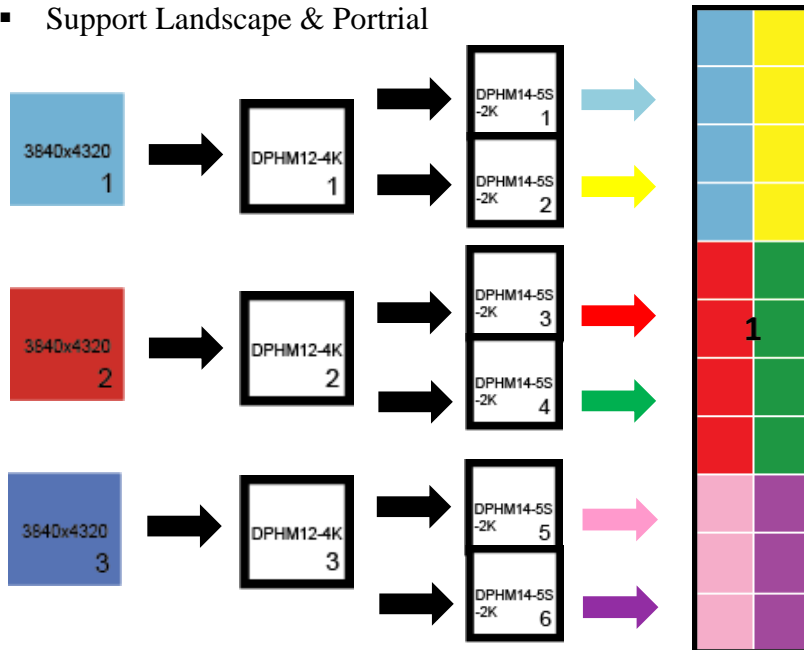 ▪ Support Landscape & Portrial
3840x4320
1
DPHM12-4K
1
DPHM14-5S
-2K
1
DPHM14-5S
-2K
2
3840x4320
2
DPHM12-4K
2
DPHM14-5S
-2K
3
DPHM14-5S
-2K
4
1
3840x4320
3
DPHM12-4K
3
DPHM14-5S
-2K
5
DPHM14-5S
-2K
6